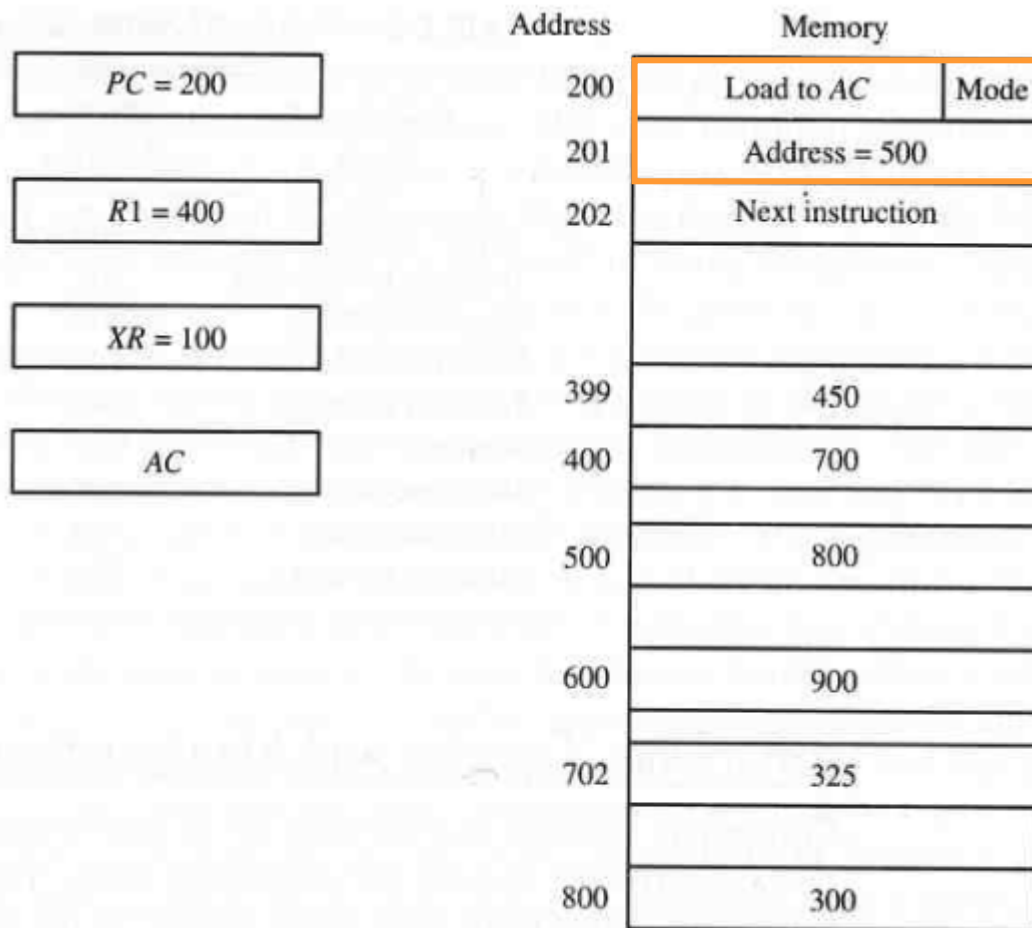 Address Memory
PC = 200
200 Load to AC Mode
201 Address = 500
R1 = 400
202 Next instruction
XR = 100
399 450
AC
400 700
500 800
600 900
702 325
800 300